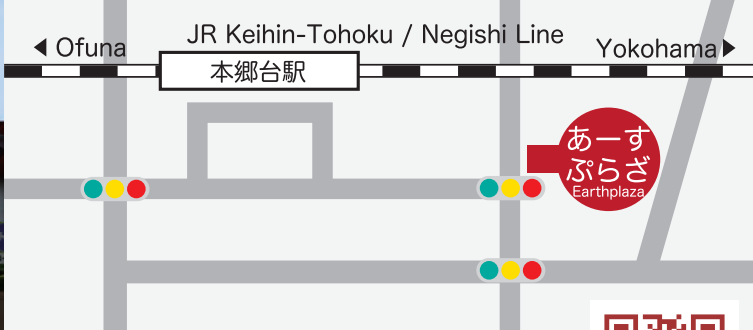 JR Keihin-Tohoku / Negishi Line
◀ Ofuna
Yokohama ▶
本郷台駅
あーす
ぷらざ
Earthplaza